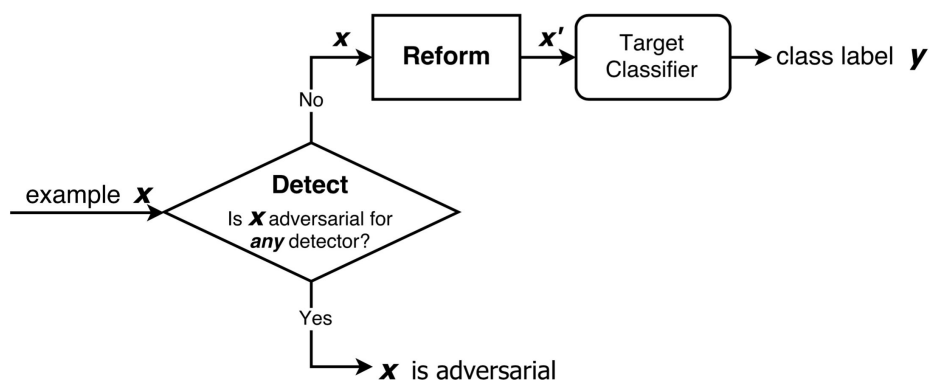 x
Reform
x'
Target
Classifier
class label y
No
example x
Detect
Is x adversarial for
any detector?
Yes
x is adversarial